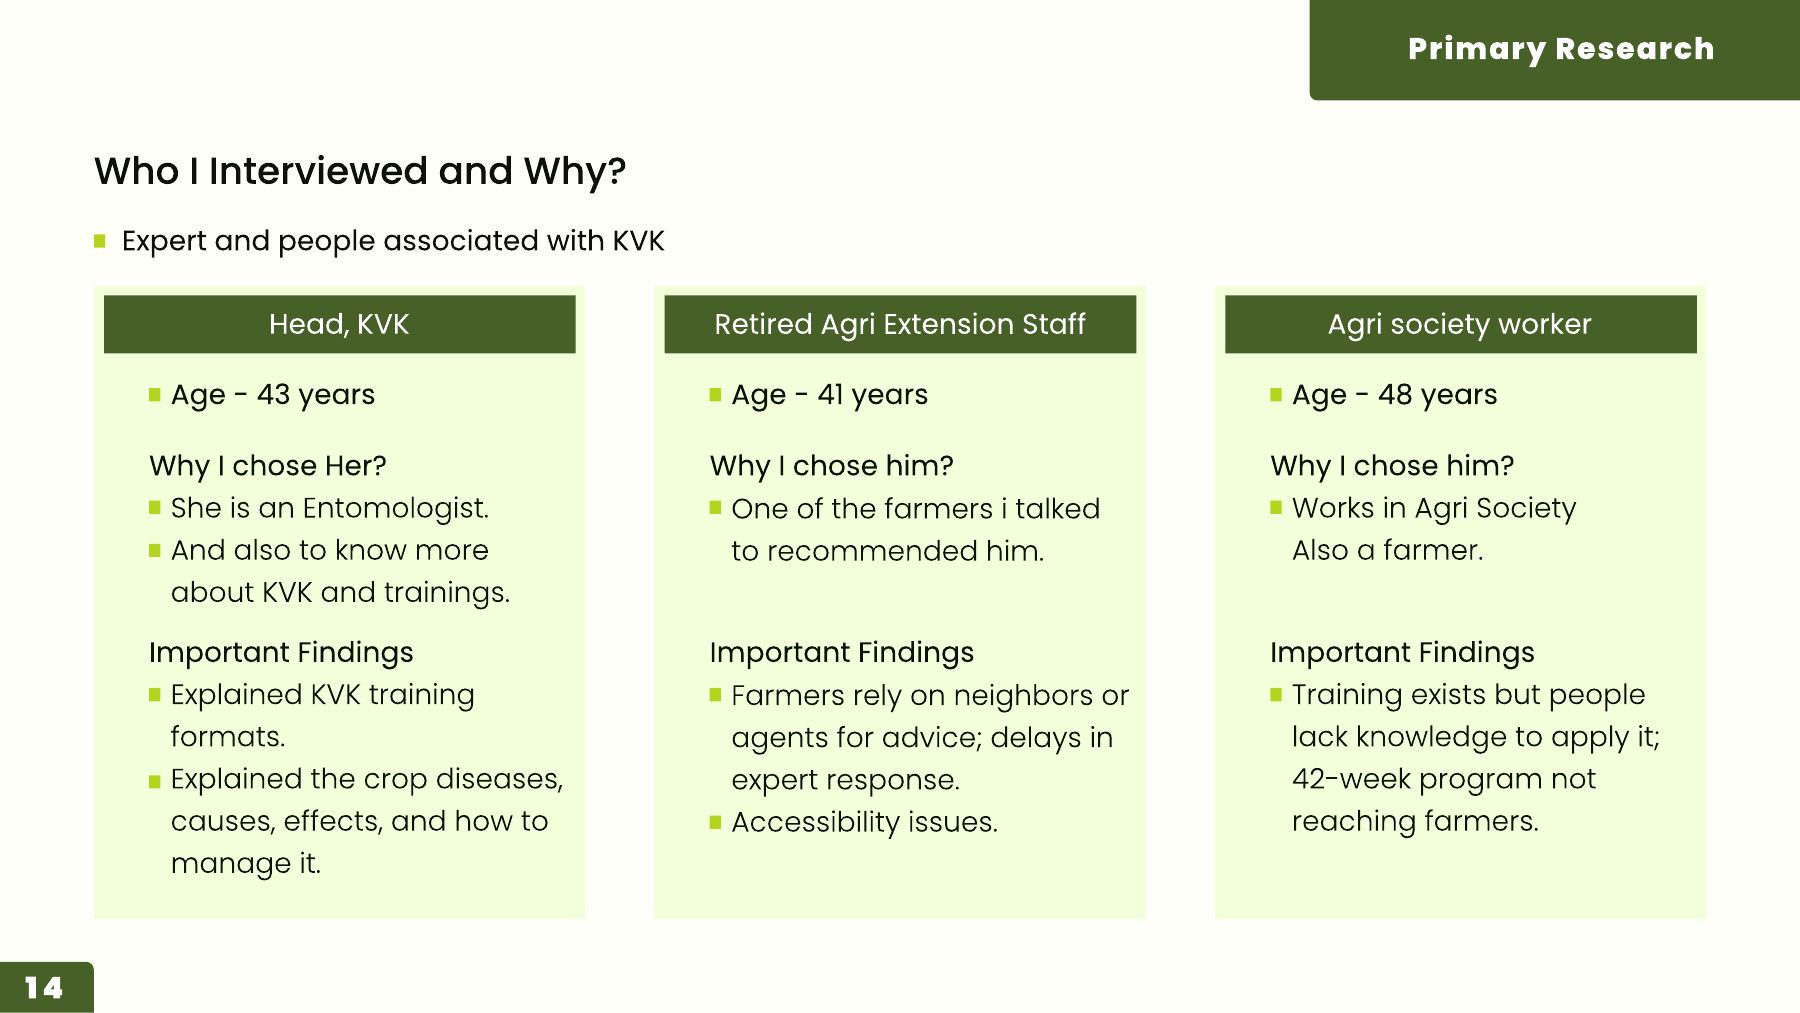 Primary Research
Who I Interviewed and Why?
Expert and people associated with KVK
Head, KVK
Age - 43 years
Why I chose Her?
She is an Entomologist.
And also to know more
about KVK and trainings.
Important Findings
Explained KVK training
formats.
Explained the crop diseases,
causes, effects, and how to
manage it.
Retired Agri Extension Staff
Age - 41 years
Why I chose him?
One of the farmers i talked
to recommended him.
Important Findings
Farmers rely on neighbors or
agents for advice; delays in
expert response.
Accessibility issues.
Agri society worker
Age - 48 years
Why I chose him?
Works in Agri Society
Also a farmer.
Important Findings
Training exists but people
lack knowledge to apply it;
42-week program not
reaching farmers.
14